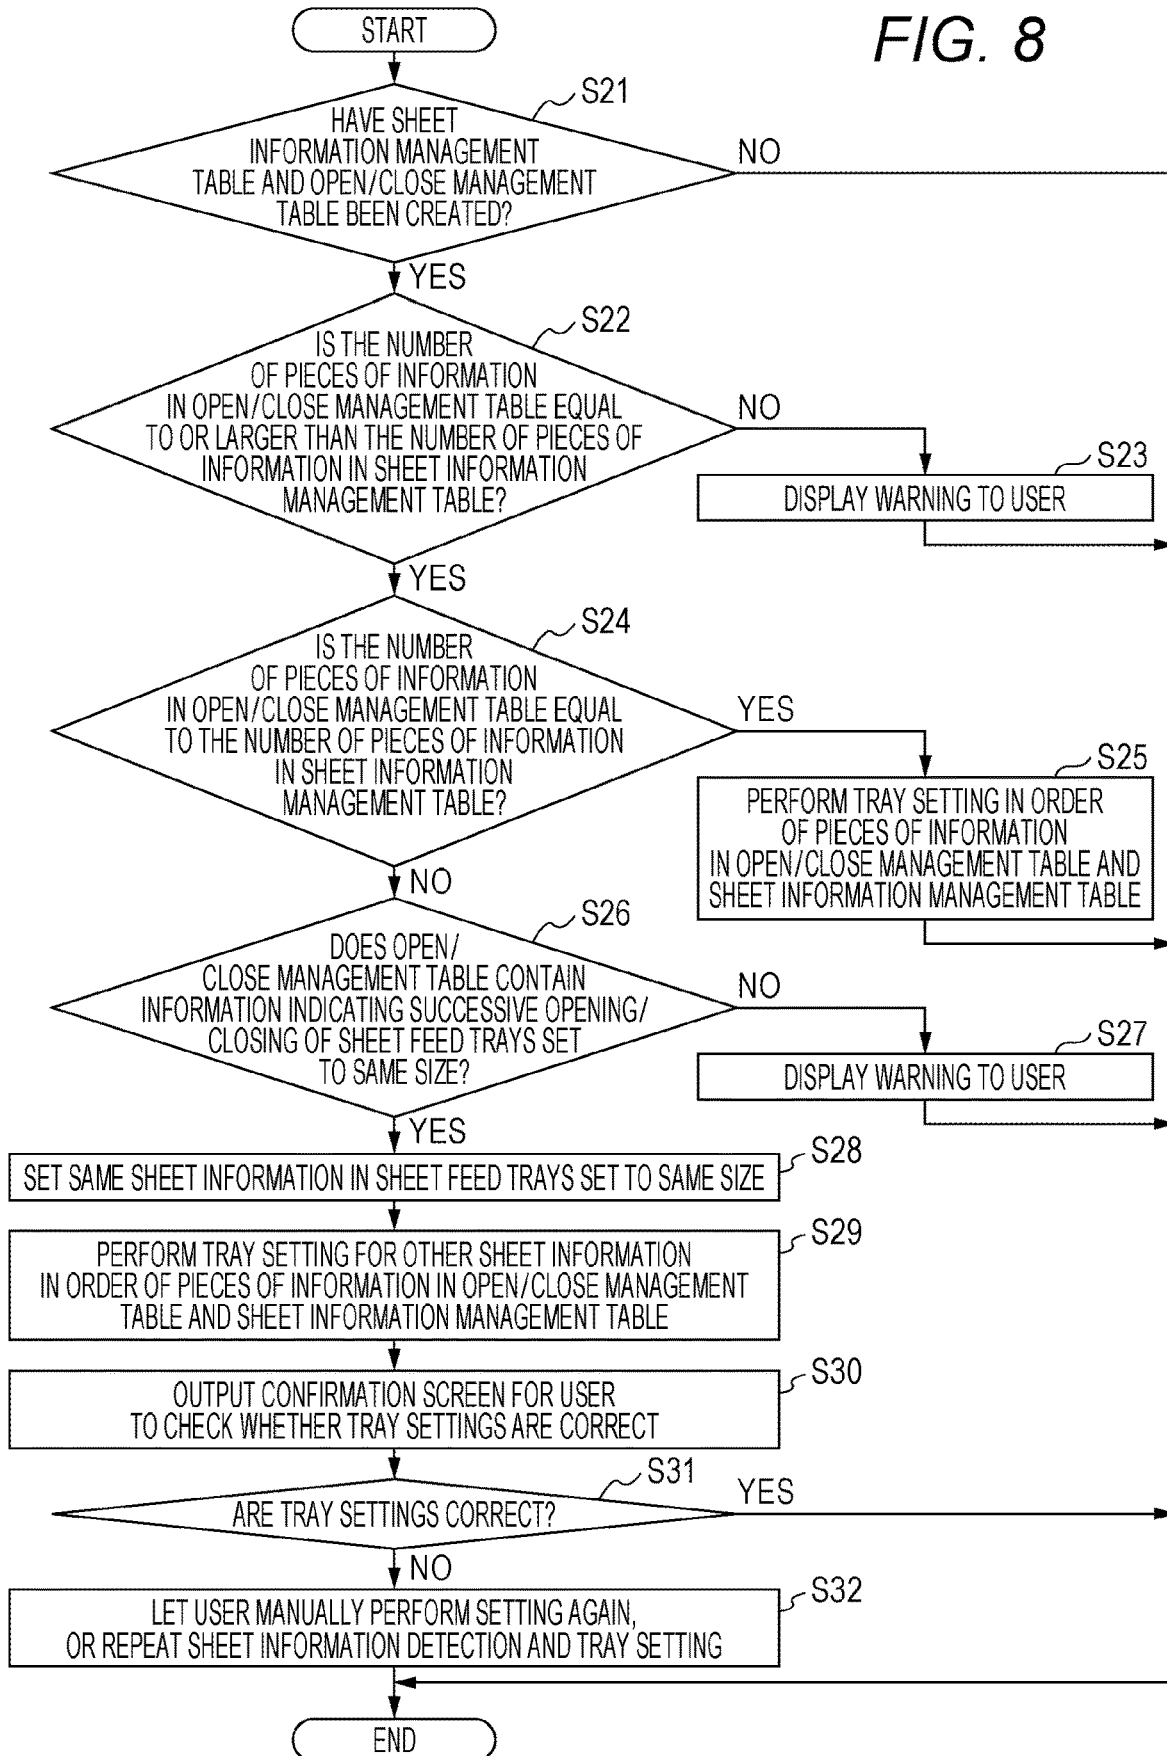 FIG. 8
START
S21
HAVE SHEET
INFORMATION MANAGEMENT
TABLE AND OPEN/CLOSE MANAGEMENT
TABLE BEEN CREATED?
NO
YES
S22
IS THE NUMBER
OF PIECES OF INFORMATION
IN OPEN/CLOSE MANAGEMENT TABLE EQUAL
TO OR LARGER THAN THE NUMBER OF PIECES OF
INFORMATION IN SHEET INFORMATION
MANAGEMENT TABLE?
NO
S23
DISPLAY WARNING TO USER
YES
S24
IS THE NUMBER
OF PIECES OF INFORMATION
IN OPEN/CLOSE MANAGEMENT TABLE EQUAL
TO THE NUMBER OF PIECES OF INFORMATION
IN SHEET INFORMATION
MANAGEMENT TABLE?
YES
S25
PERFORM TRAY SETTING IN ORDER
OF PIECES OF INFORMATION
IN OPEN/CLOSE MANAGEMENT TABLE AND
SHEET INFORMATION MANAGEMENT TABLE
NO
S26
DOES OPEN/
CLOSE MANAGEMENT TABLE CONTAIN
INFORMATION INDICATING SUCCESSIVE OPENING/
CLOSING OF SHEET FEED TRAYS SET
TO SAME SIZE?
NO
S27
DISPLAY WARNING TO USER
YES
S28
SET SAME SHEET INFORMATION IN SHEET FEED TRAYS SET TO SAME SIZE
S29
PERFORM TRAY SETTING FOR OTHER SHEET INFORMATION
IN ORDER OF PIECES OF INFORMATION IN OPEN/CLOSE MANAGEMENT
TABLE AND SHEET INFORMATION MANAGEMENT TABLE
S30
OUTPUT CONFIRMATION SCREEN FOR USER
TO CHECK WHETHER TRAY SETTINGS ARE CORRECT
S31
ARE TRAY SETTINGS CORRECT?
YES
NO
S32
LET USER MANUALLY PERFORM SETTING AGAIN,
OR REPEAT SHEET INFORMATION DETECTION AND TRAY SETTING
END